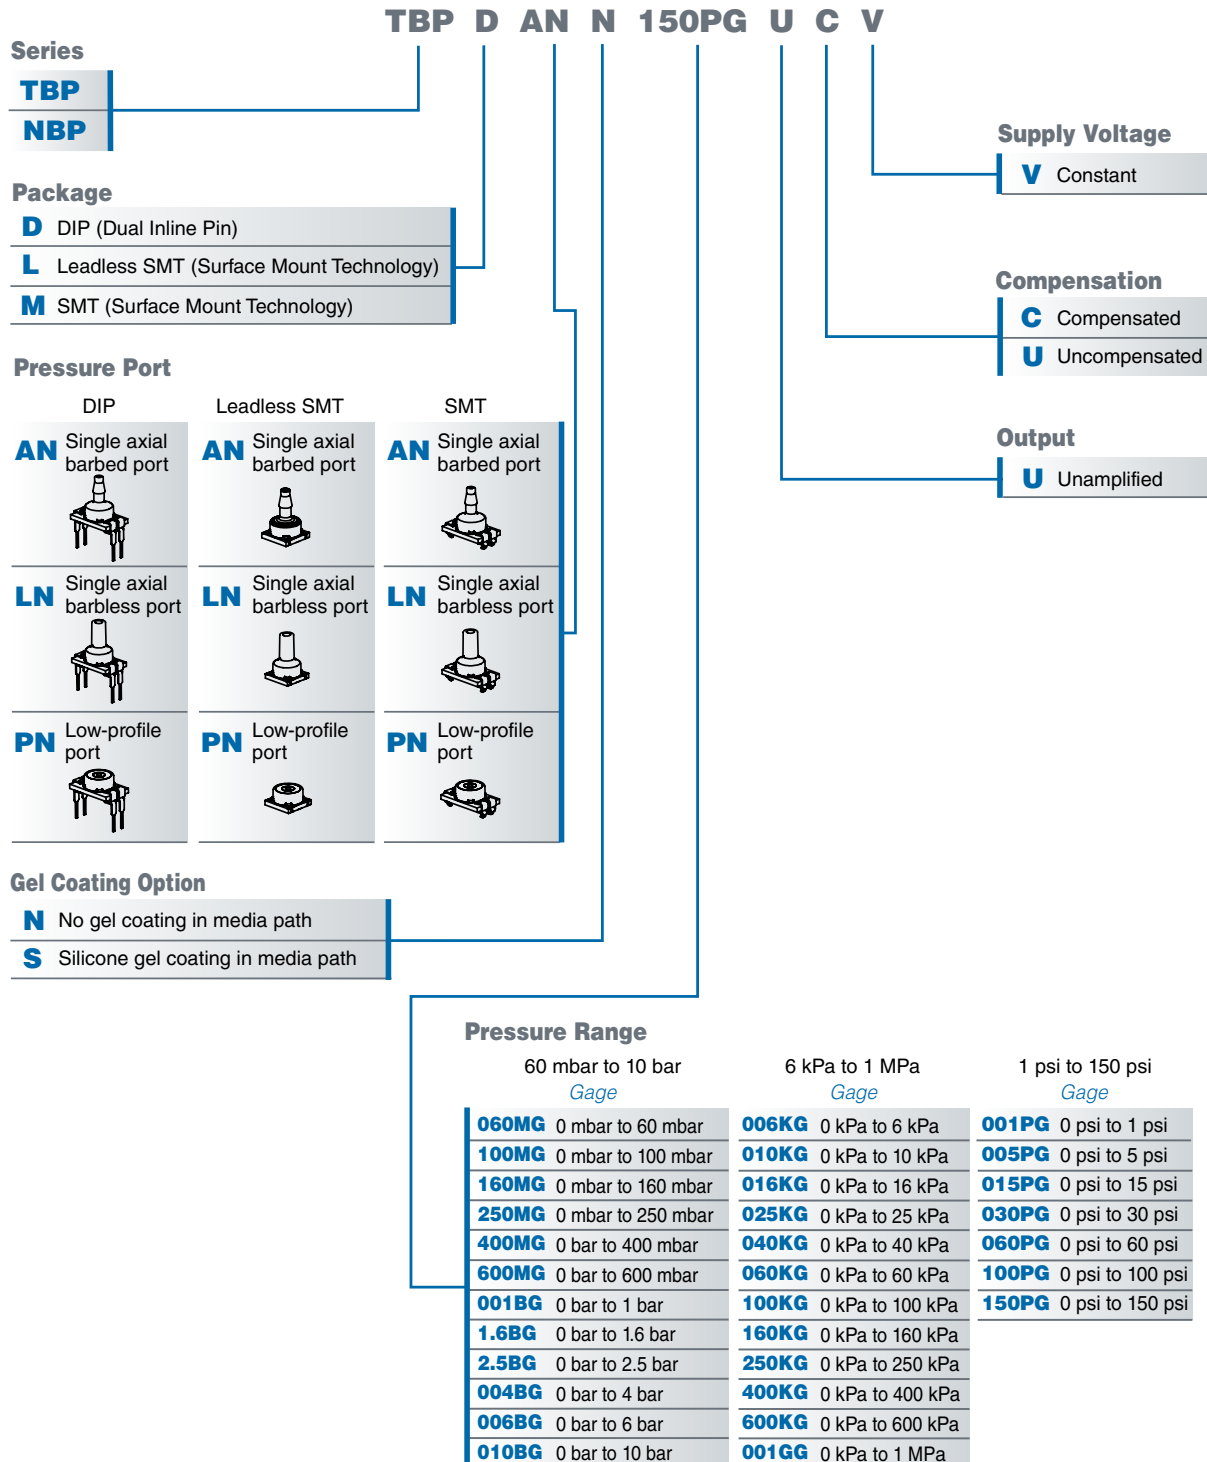 TBP D AN N 150PG U C V
Series
TBP
NBP
Supply Voltage
V Constant
Package
D DIP (Dual Inline Pin)
L Leadless SMT (Surface Mount Technology)
M SMT (Surface Mount Technology)
Compensation
C Compensated
U Uncompensated
Output
U Unamplified
Pressure Port
DIP Leadless SMT SMT
AN Single axial barbed port
AN Single axial barbed port
AN Single axial barbed port
LN Single axial barbless port
LN Single axial barbless port
LN Single axial barbless port
PN Low-profile port
PN Low-profile port
PN Low-profile port
Gel Coating Option
N No gel coating in media path
S Silicone gel coating in media path
Pressure Range
60 mbar to 10 bar
Gage
060MG 0 mbar to 60 mbar
100MG 0 mbar to 100 mbar
160MG 0 mbar to 160 mbar
250MG 0 mbar to 250 mbar
400MG 0 bar to 400 mbar
600MG 0 bar to 600 mbar
001BG 0 bar to 1 bar
1.6BG 0 bar to 1.6 bar
2.5BG 0 bar to 2.5 bar
004BG 0 bar to 4 bar
006BG 0 bar to 6 bar
010BG 0 bar to 10 bar
6 kPa to 1 MPa
Gage
006KG 0 kPa to 6 kPa
010KG 0 kPa to 10 kPa
016KG 0 kPa to 16 kPa
025KG 0 kPa to 25 kPa
040KG 0 kPa to 40 kPa
060KG 0 kPa to 60 kPa
100KG 0 kPa to 100 kPa
160KG 0 kPa to 160 kPa
250KG 0 kPa to 250 kPa
400KG 0 kPa to 400 kPa
600KG 0 kPa to 600 kPa
001GG 0 kPa to 1 MPa
1 psi to 150 psi
Gage
001PG 0 psi to 1 psi
005PG 0 psi to 5 psi
015PG 0 psi to 15 psi
030PG 0 psi to 30 psi
060PG 0 psi to 60 psi
100PG 0 psi to 100 psi
150PG 0 psi to 150 psi